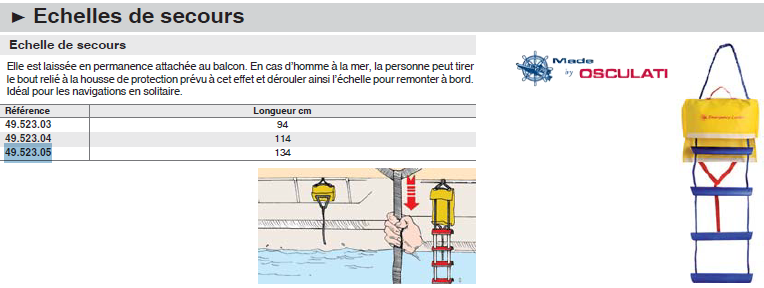 ► Echelles de secours
Echelle de secours
Elle est laissée en permanence attachée au balcon. En cas d'homme à la mer, la personne peut tirer
le bout relié à la housse de protection prévu à cet effet et dérouler ainsi l'échelle pour remonter à bord.
Idéal pour les navigations en solitaire.
Référence Longueur cm
49.523.03 94
49.523.04 114
49.523.05 134
Made
by OSCULATI
Emergency Ladder